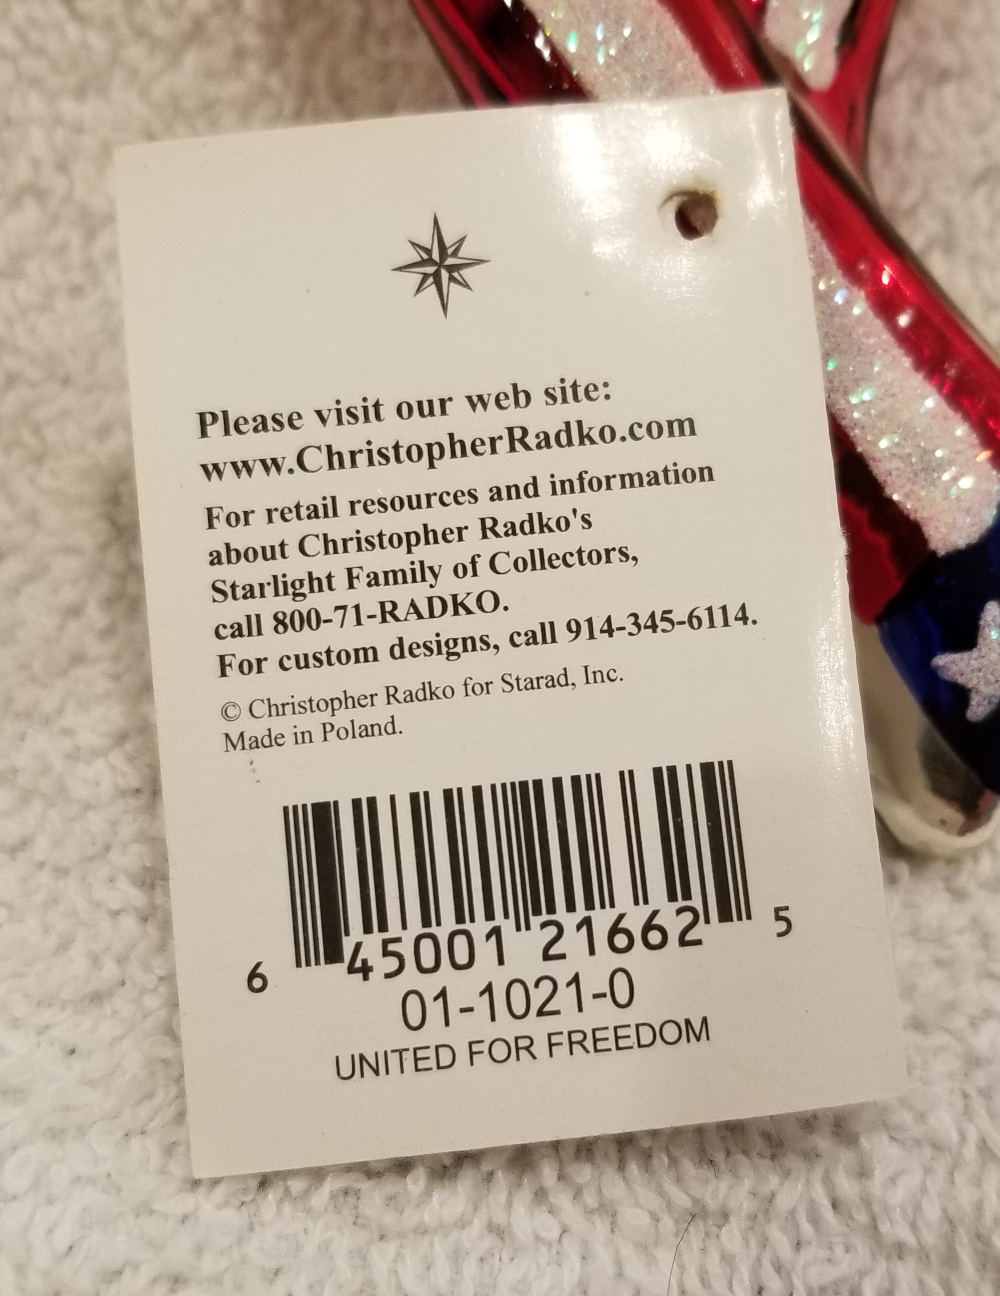 Please visit our web site:
www.ChristopherRadko.com
For retail resources and information
about Christopher Radko's
Starlight Family of Collectors,
call 800-71-RADKO.
For custom designs, call 914-345-6114.
© Christopher Radko for Starad, Inc.
Made in Poland.
6 45001 21662 5
01-1021-0
UNITED FOR FREEDOM